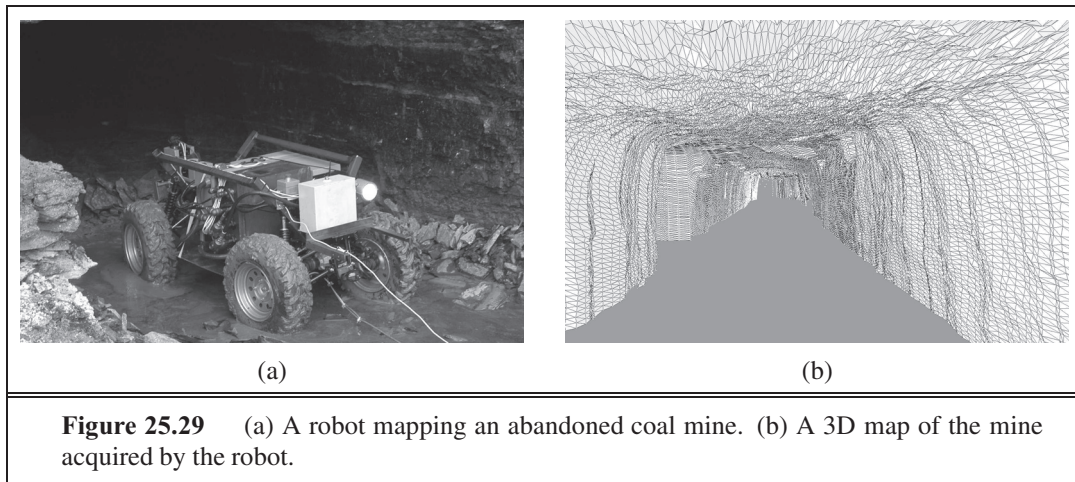 (a)
(b)
Figure 25.29 (a) A robot mapping an abandoned coal mine. (b) A 3D map of the mine
acquired by the robot.